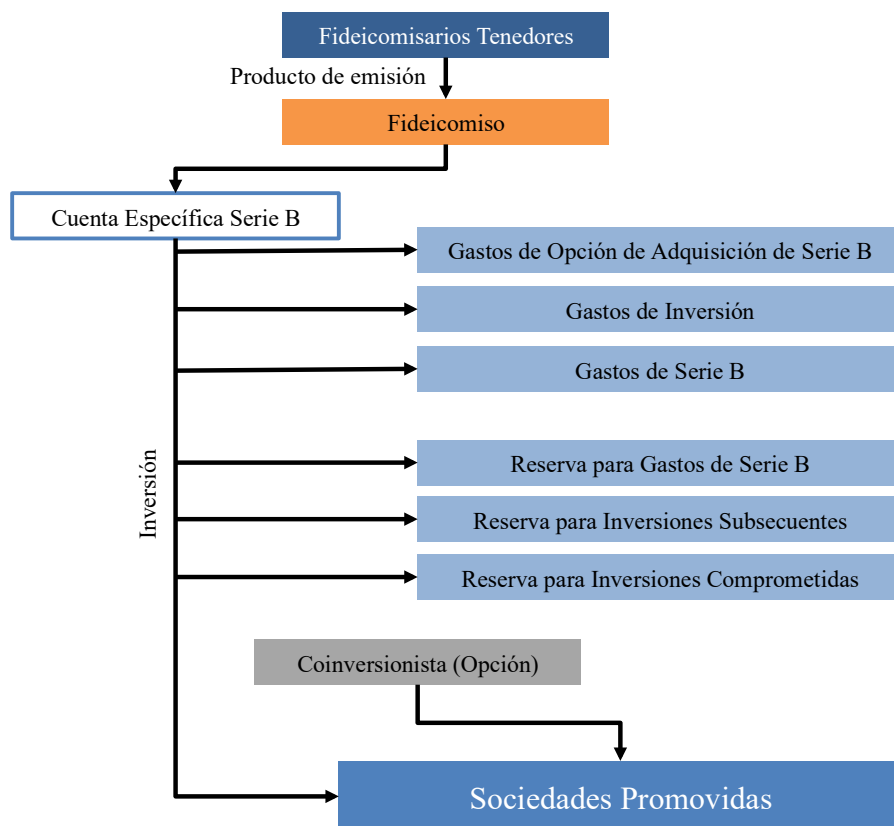 Fideicomisarios Tenedores
Producto de emisión
Fideicomiso
Cuenta Específica Serie B
Gastos de Opción de Adquisición de Serie B
Gastos de Inversión
Gastos de Serie B
Inversión
Reserva para Gastos de Serie B
Reserva para Inversiones Subsecuentes
Reserva para Inversiones Comprometidas
Coinversionista (Opción)
Sociedades Promovidas